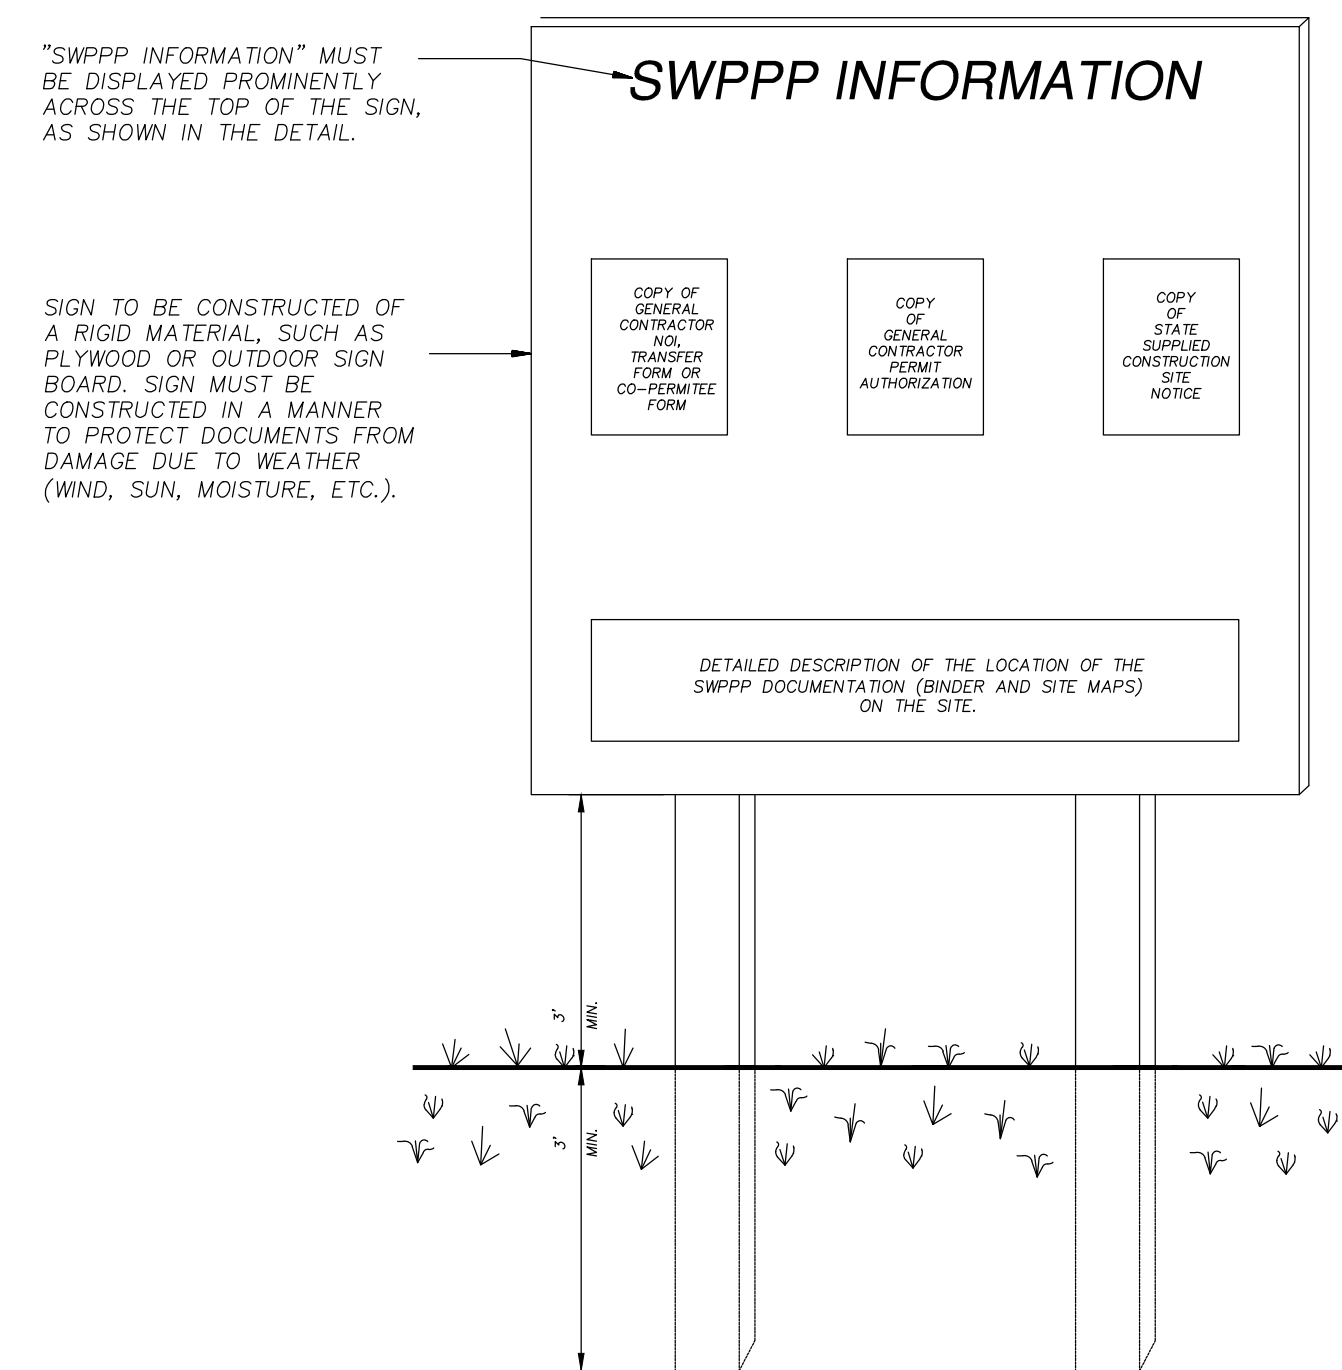 "SWPPP INFORMATION" MUST
BE DISPLAYED PROMINENTLY
ACROSS THE TOP OF THE SIGN,
AS SHOWN IN THE DETAIL.
SWPPP INFORMATION
SIGN TO BE CONSTRUCTED OF
A RIGID MATERIAL, SUCH AS
PLYWOOD OR OUTDOOR SIGN
BOARD. SIGN MUST BE
CONSTRUCTED IN A MANNER
TO PROTECT DOCUMENTS FROM
DAMAGE DUE TO WEATHER
(WIND, SUN, MOISTURE, ETC.).
COPY OF
GENERAL
CONTRACTOR
NOI,
TRANSFER
FORM OR
CO-PERMITEE
FORM
COPY
OF
GENERAL
CONTRACTOR
PERMIT
AUTHORIZATION
COPY
OF
STATE
SUPPLIED
CONSTRUCTION
SITE
NOTICE
DETAILED DESCRIPTION OF THE LOCATION OF THE
SWPPP DOCUMENTATION (BINDER AND SITE MAPS)
ON THE SITE.
3'
MIN.
3'
MIN.